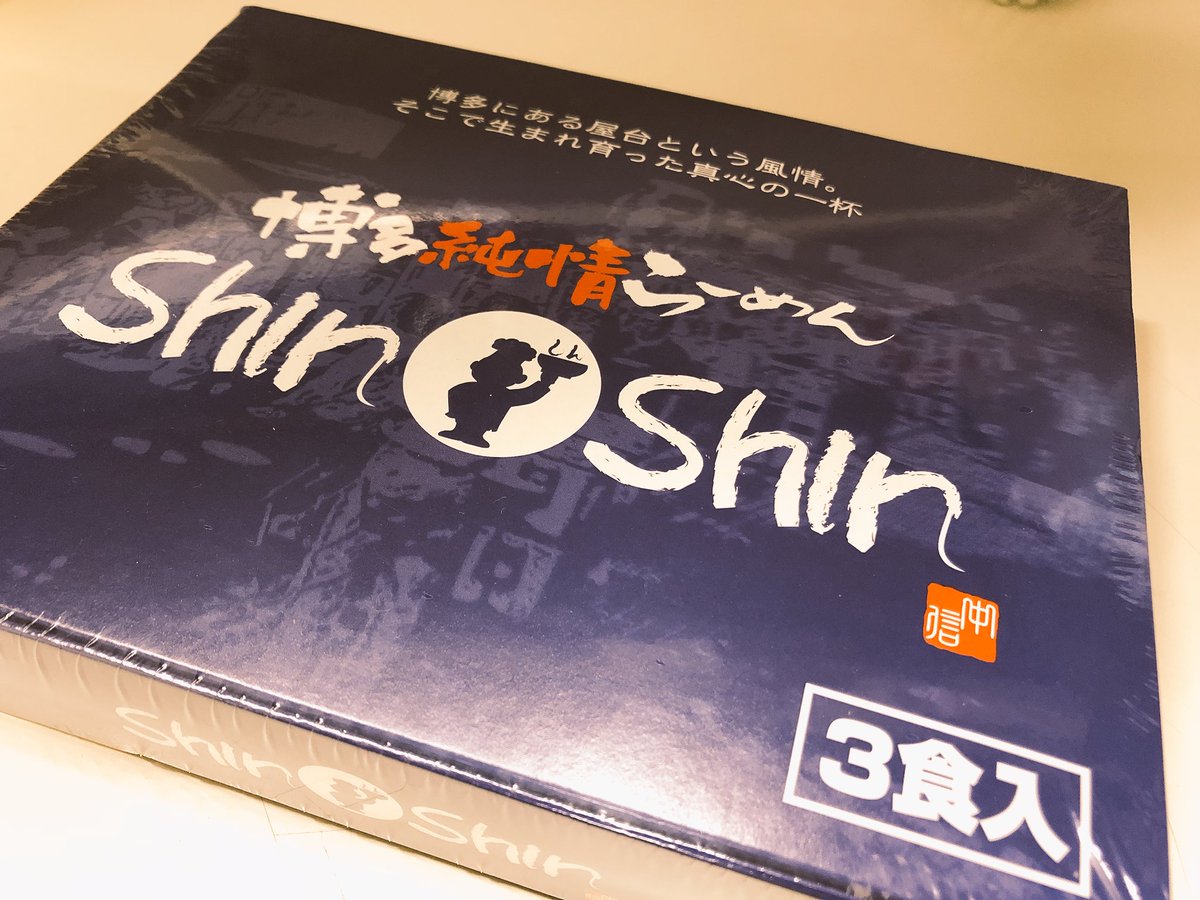 博多にある屋台という風情。
そこで生まれ育った真心の一杯
博多純情らーめん
Shin しん Shin
3食入
Shin Shin